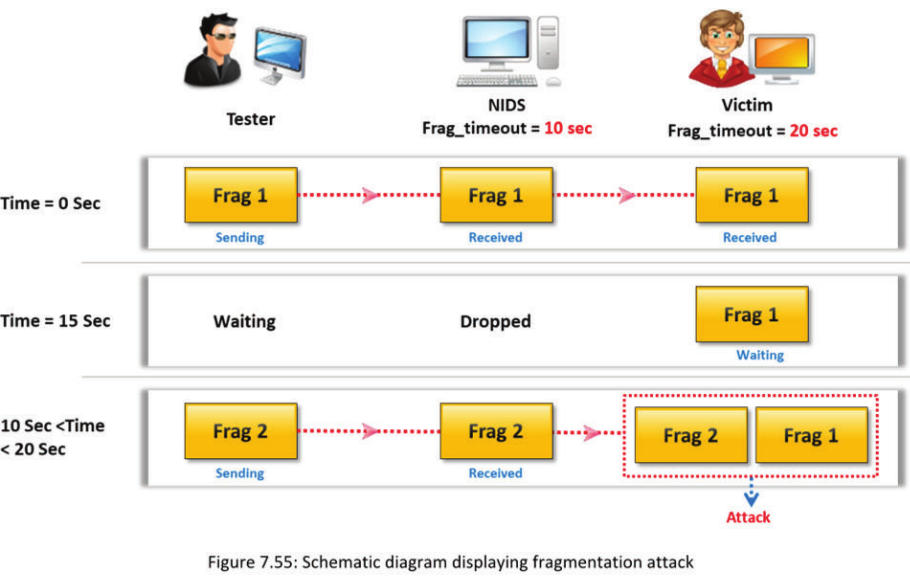 Tester
NIDS
Frag_timeout = 10 sec
Victim
Frag_timeout = 20 sec
Time = 0 Sec
Frag 1
Sending
Frag 1
Received
Frag 1
Received
Time = 15 Sec
Waiting
Dropped
Frag 1
Waiting
10 Sec <Time
< 20 Sec
Frag 2
Sending
Frag 2
Received
Frag 2
Frag 1
Attack
Figure 7.55: Schematic diagram displaying fragmentation attack